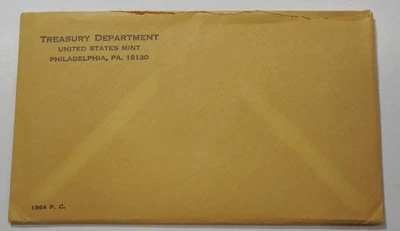 TREASURY DEPARTMENT
UNITED STATES MINT
PHILADELPHIA, PA. 19130
1964 P. C.